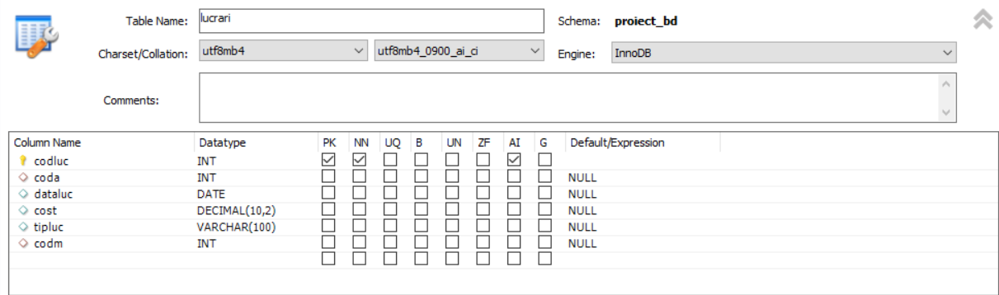 Table Name: lucrari Schema: proiect_bd
Charset/Collation: utf8mb4 utf8mb4_0900_ai_ci Engine: InnoDB
Comments:
Column Name Datatype PK NN UQ B UN ZF AI G Default/Expression
codluc INT
coda INT NULL
dataluc DATE NULL
cost DECIMAL(10,2) NULL
tipluc VARCHAR(100) NULL
codm INT NULL